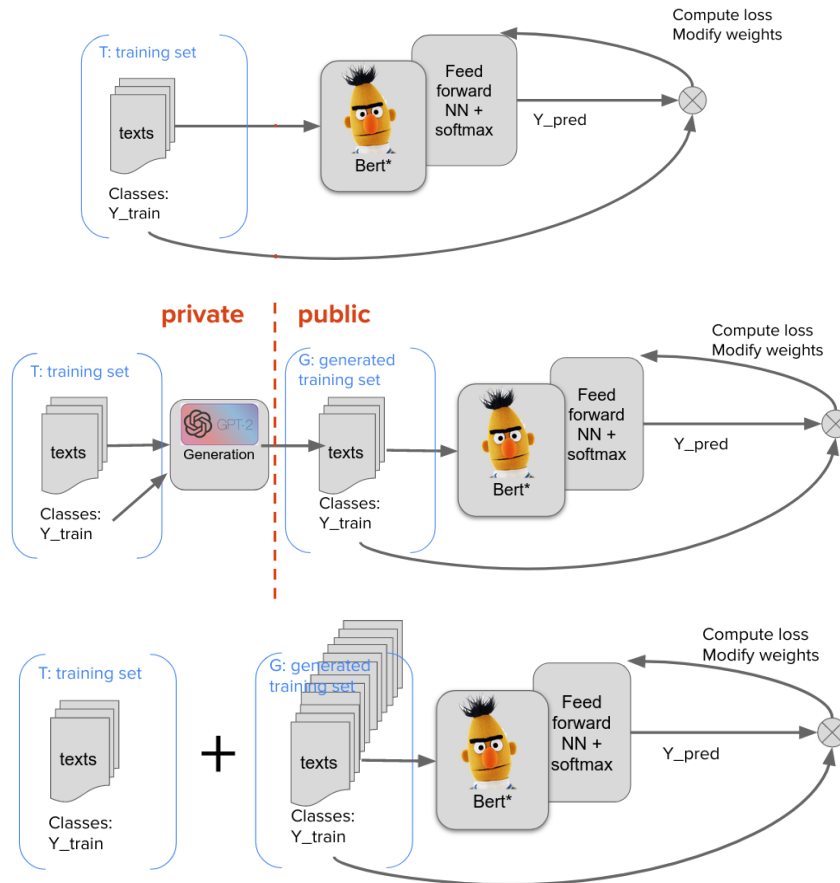 Compute loss
Modify weights
T: training set
Feed
forward
NN +
softmax
texts
Y_pred
Bert*
Classes:
Y_train
private
public
Compute loss
Modify weights
T: training set
G: generated
training set
Feed
forward
NN +
softmax
GPT-2
Generation
texts
texts
Y_pred
Bert*
Classes:
Y_train
Classes:
Y_train
Compute loss
Modify weights
T: training set
G: generated
training set
Feed
forward
NN +
softmax
texts
+
texts
Y_pred
Bert*
Classes:
Y_train
Classes:
Y_train